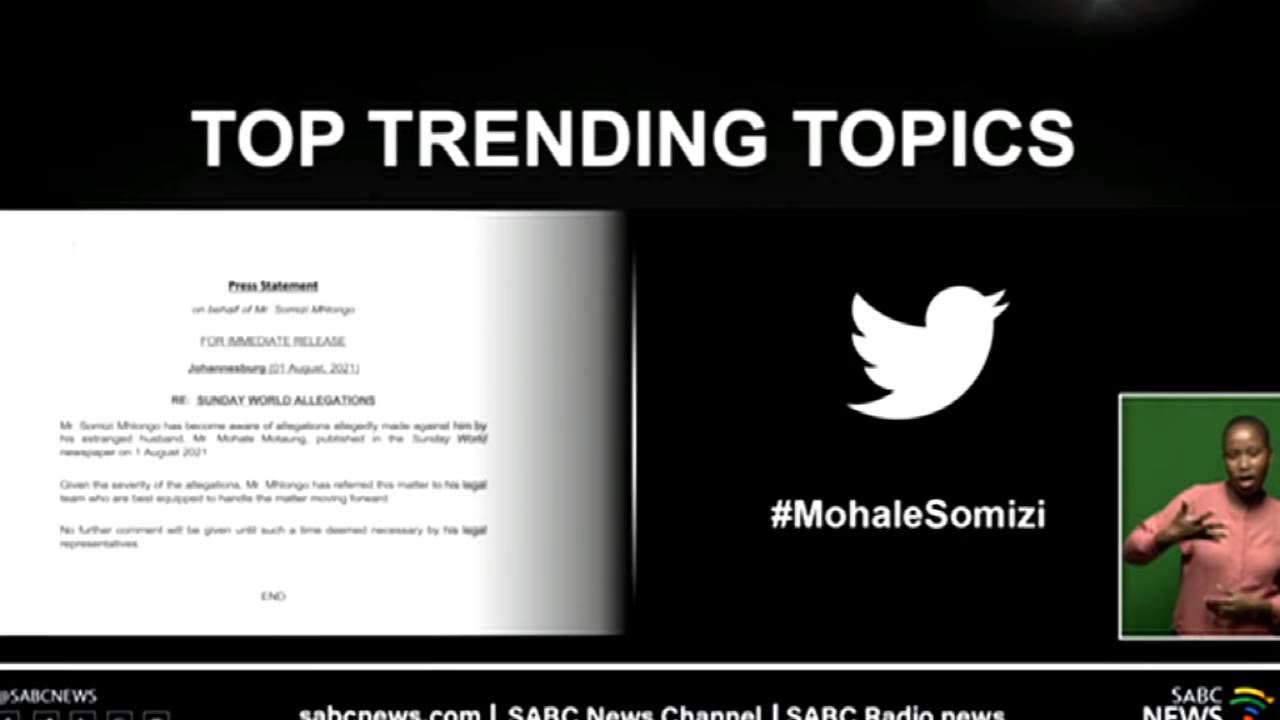 TOP TRENDING TOPICS
Press Statement
on behalf of Mr. Somizi Mhlongo
FOR IMMEDIATE RELEASE
Johannesburg (01 August, 2021)
RE: SUNDAY WORLD ALLEGATIONS
Mr. Somizi Mhlongo has become aware of allegations allegedly made against him by
his estranged husband, Mr. Mohale Motaung, published in the Sunday World
newspaper on 1 August 2021
Given the severity of the allegations, Mr. Mhlongo has referred this matter to his legal
team who are best equipped to handle the matter moving forward.
No further comment will be given until such a time deemed necessary by his legal
representatives.
END
#MohaleSomizi
@SABCNEWS
sabcnews.com | SABC News Channel | SABC Radio news
SABC
NEWS